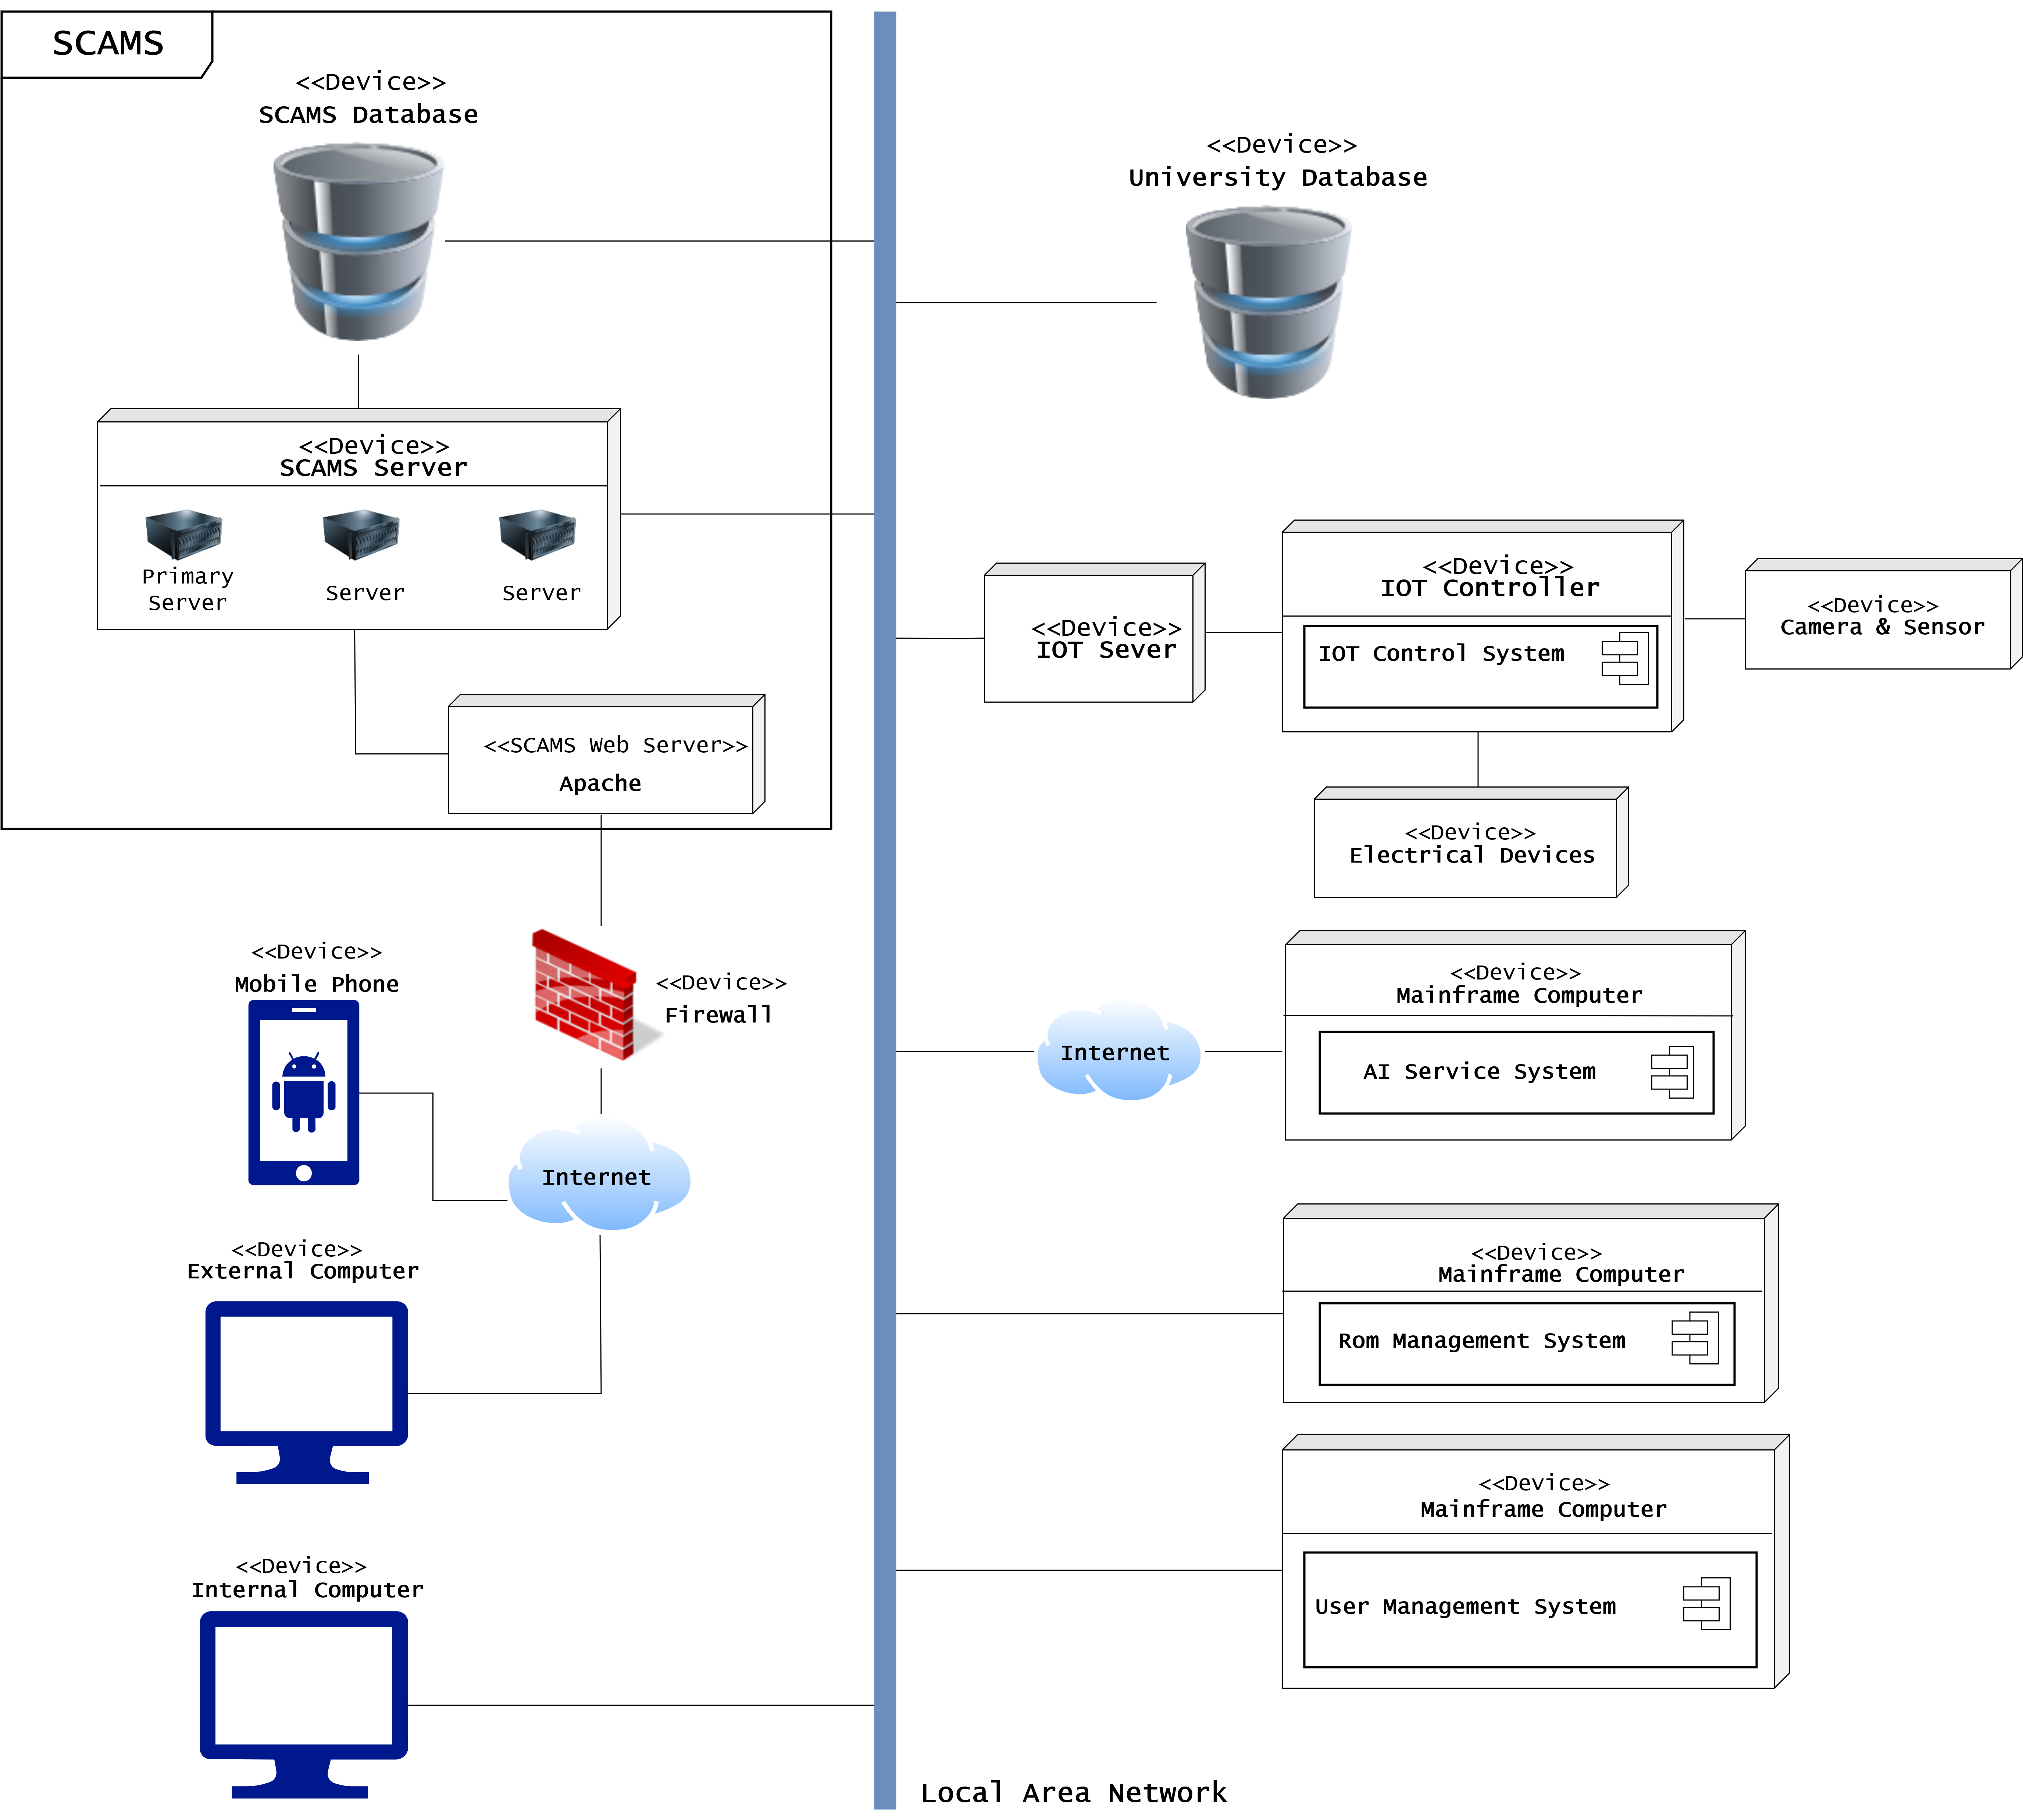 SCAMS
<<Device>>
SCAMS Database
<<Device>>
University Database
<<Device>>
SCAMS Server
Primary
Server
Server
Server
<<SCAMS Web Server>>
Apache
<<Device>>
IOT Sever
<<Device>>
IOT Controller
IOT Control System
<<Device>>
Camera & Sensor
<<Device>>
Electrical Devices
<<Device>>
Mobile Phone
<<Device>>
Firewall
Internet
<<Device>>
External Computer
<<Device>>
Internal Computer
Internet
<<Device>>
Mainframe Computer
AI Service System
<<Device>>
Mainframe Computer
Rom Management System
<<Device>>
Mainframe Computer
User Management System
Local Area Network